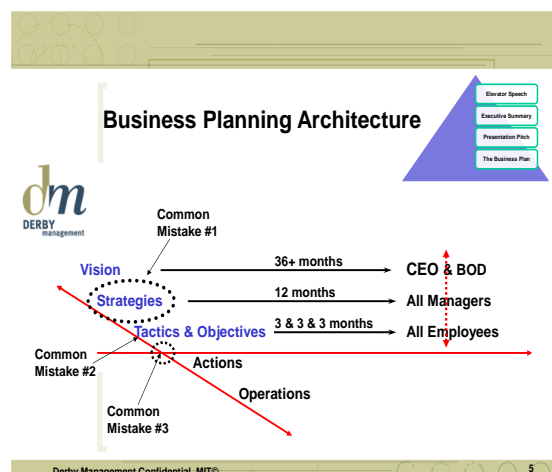 Elevator Speech
Executive Summary
Presentation Pitch
The Business Plan
Business Planning Architecture
dm
DERBY
management
Common
Mistake #1
Vision
36+ months
CEO & BOD
Strategies
12 months
All Managers
Tactics & Objectives
3 & 3 & 3 months
All Employees
Common
Mistake #2
Actions
Operations
Common
Mistake #3
Derby Management Confidential MIT©
5